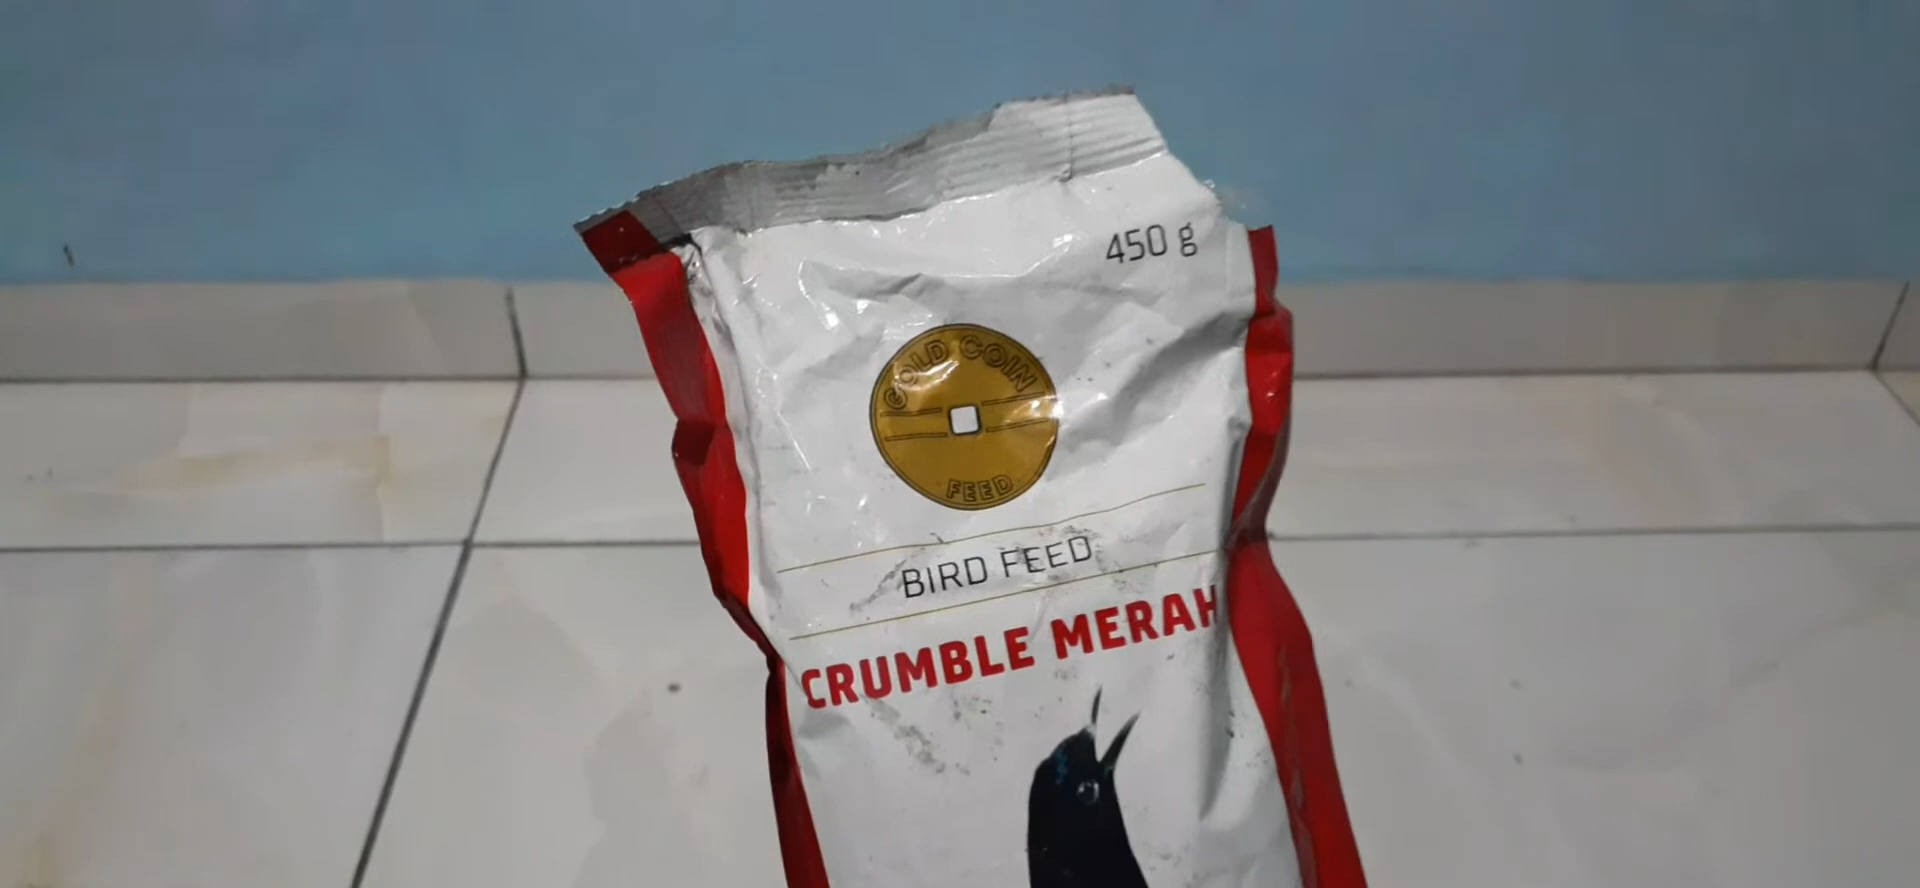 450 g
GOLD COIN
FEED
BIRD FEED
CRUMBLE MERAH